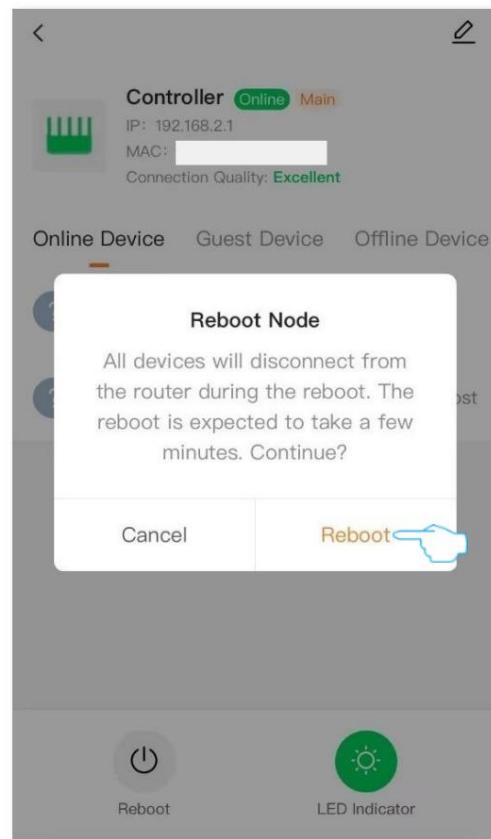 Controller Online Main
IP: 192.168.2.1
MAC:
Connection Quality: Excellent
Online Device Guest Device Offline Device
Reboot Node
All devices will disconnect from
the router during the reboot. The
reboot is expected to take a few
minutes. Continue?
Cancel Reboot
Reboot LED Indicator